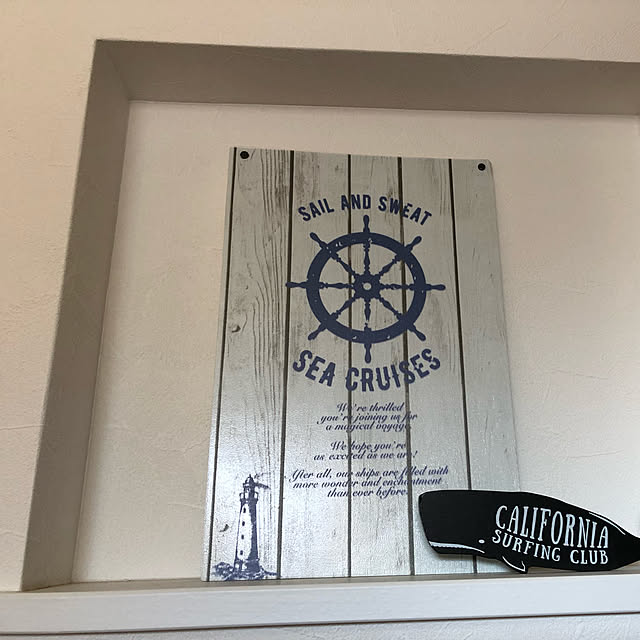 SAIL AND SWEAT
SEA CRUISES
We're thrilled
you're joining us for
a magical voyage.
We hope you're
as excited as we are!
After all, our ships are filled with
more wonder and enchantment
than ever before.
CALIFORNIA
SURFING CLUB